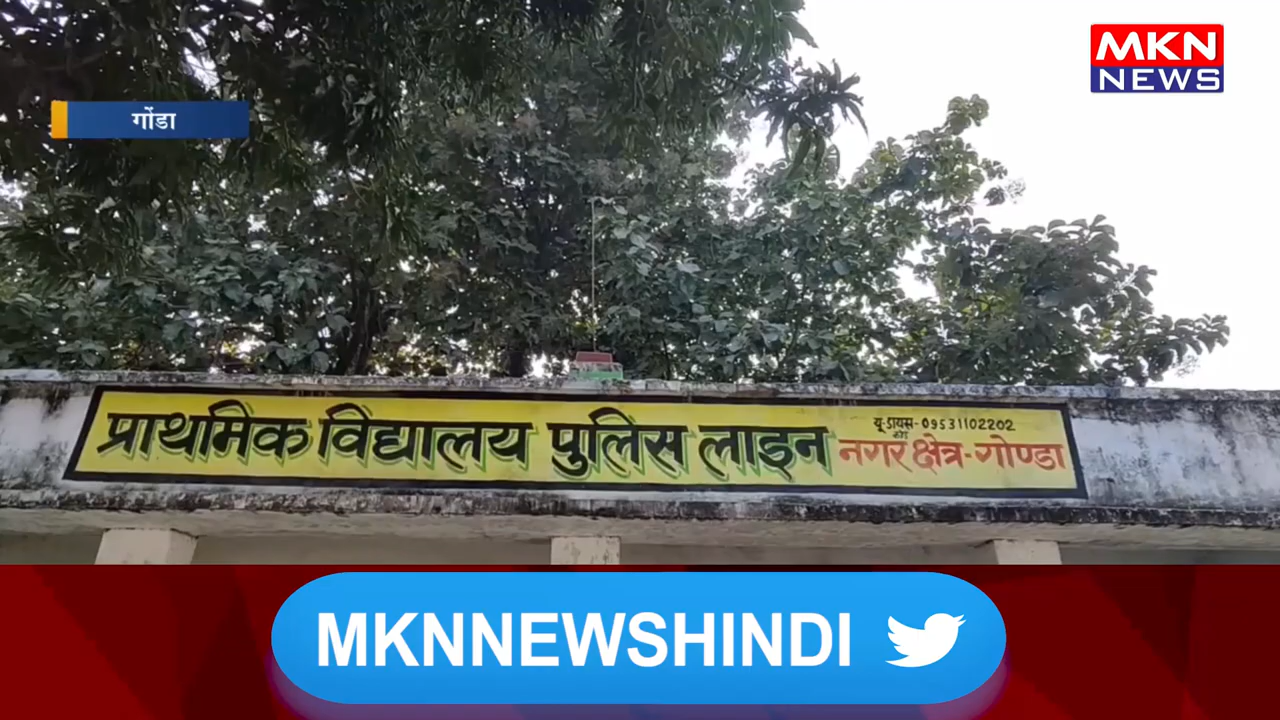 MKN
NEWS
गोंडा
प्राथमिक विद्यालय पुलिस लाइन
यू-डायस-09531102202
कोड
नगर क्षेत्र-गोण्डा
MKNNEWSHINDI